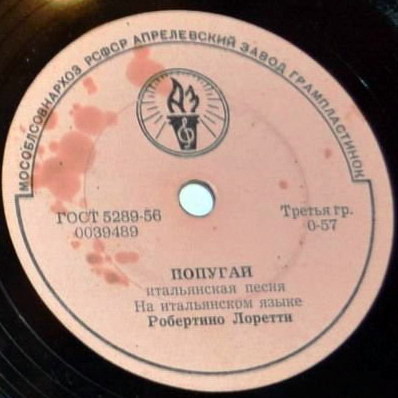 МОСОБЛСОВНАРХОЗ РСФСР АПРЕЛЕВСКИЙ ЗАВОД ГРАМПЛАСТИНОК
АЗ
ГОСТ 5289-56
0039489
Третья гр.
0-57
ПОПУГАЙ
итальянская песня
На итальянском языке
Робертино Лоретти